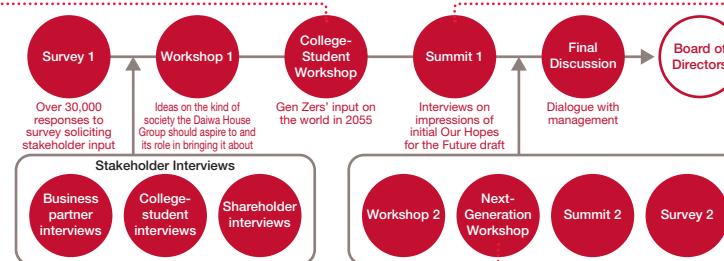 Survey 1
Workshop 1
College-
Student
Workshop
Summit 1
Final
Discussion
Board of
Directors
Over 30,000
responses to
survey soliciting
stakeholder input
Ideas on the kind of
society the Daiwa House
Group should aspire to and
its role in bringing it about
Gen Zers' input on
the world in 2055
Interviews on
impressions of
initial Our Hopes
for the Future draft
Dialogue with
management
Stakeholder Interviews
Business
partner
interviews
College-
student
interviews
Shareholder
interviews
Workshop 2
Next-
Generation
Workshop
Summit 2
Survey 2